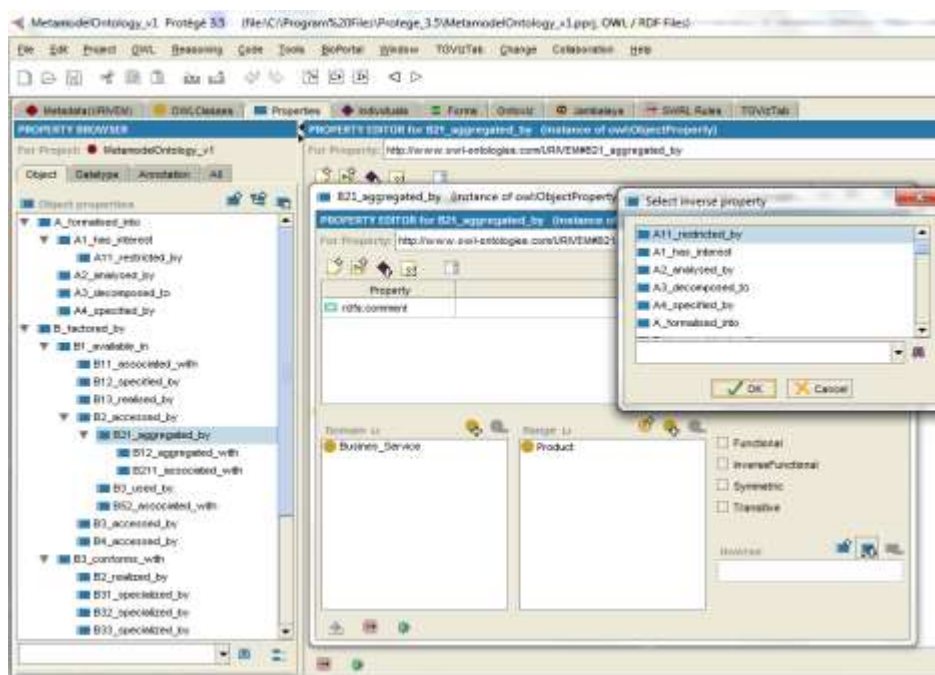 MetamodelOntology_v1 Protégé 3.5 (file:\C:\Program%20Files\Protege_3.5\MetamodelOntology_v1.pprj, OWL / RDF Files)
File Edit Project OWL Reasoning Code Tools BioPortal Window TGVizTab Change Collaboration Help
Metadata(URIVEM) OWLClasses Properties Individuals Forms Ontoviz Jambalaya SWRL Rules TGVizTab
PROPERTY BROWSER
For Project: MetamodelOntology_v1
Object Datatype Annotation All
Object properties
A_formalised_into
A1_has_interest
A11_restricted_by
A2_analysed_by
A3_decomposed_to
A4_specified_by
B_factored_by
B1_available_in
B11_associated_with
B12_specified_by
B13_realised_by
B2_accessed_by
B21_aggregated_by
B12_aggregated_with
B211_associated_with
B3_used_by
B52_associated_with
B3_accessed_by
B4_accessed_by
B3_conforms_with
B2_realized_by
B31_specialized_by
B32_specialized_by
B33_specialized_by
PROPERTY EDITOR for B21_aggregated_by (instance of owl:ObjectProperty)
For Property: http://www.owl-ontologies.com/URIVEM#B21_aggregated_by
B21_aggregated_by (instance of owl:ObjectProperty
PROPERTY EDITOR for B21_aggregated_by (instance of
For Property: http://www.owl-ontologies.com/URIVEM#B21
Property
rdfs:comment
Domain
Busines_Service
Range
Product
Functional
InverseFunctional
Symmetric
Transitive
Inverse
Select inverse property
A11_restricted_by
A1_has_interest
A2_analysed_by
A3_decomposed_to
A4_specified_by
A_formalised_into
OK Cancel